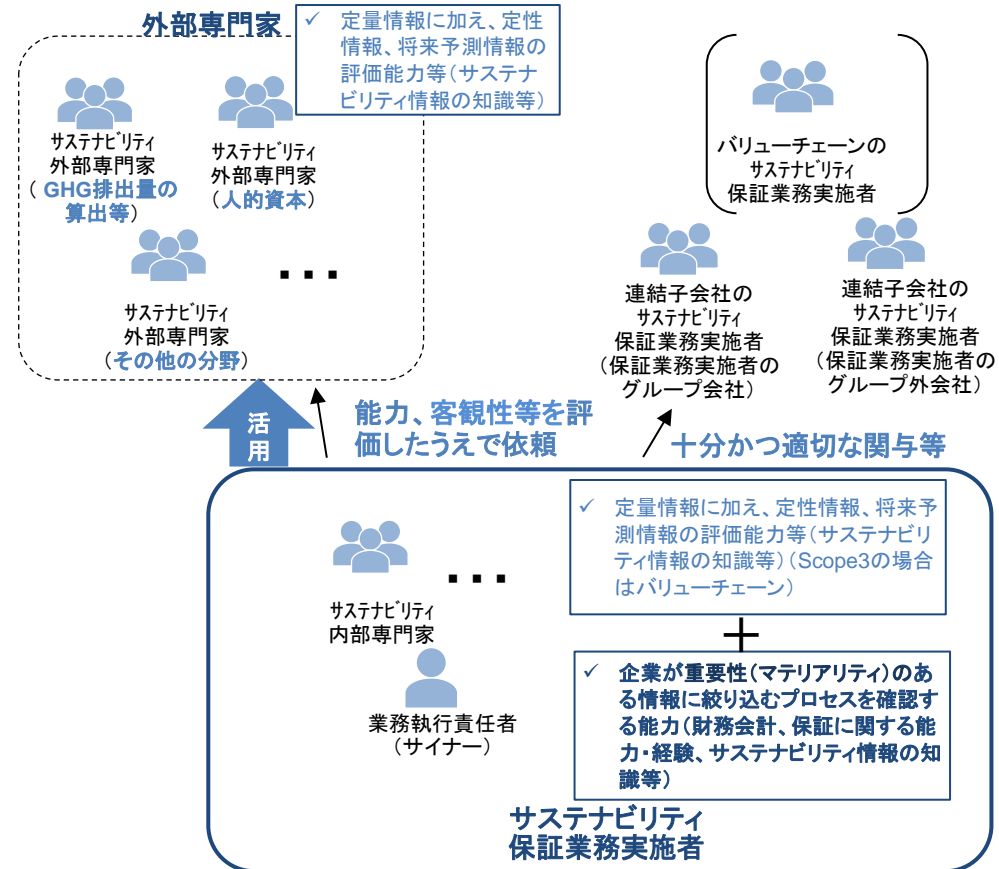 外部専門家
✓ 定量情報に加え、定性
情報、将来予測情報の
評価能力等(サステナ
ビリティ情報の知識等)
サステナビリティ
外部専門家
(GHG排出量の
算出等)
サステナビリティ
外部専門家
(人的資本)
サステナビリティ
外部専門家
(その他の分野)
・・・
バリューチェーンの
サステナビリティ
保証業務実施者
連結子会社の
サステナビリティ
保証業務実施者
(保証業務実施者の
グループ会社)
連結子会社の
サステナビリティ
保証業務実施者
(保証業務実施者の
グループ外会社)
活
用
能力、客観性等を評
価したうえで依頼
十分かつ適切な関与等
サステナビリティ
内部専門家
・・・
業務執行責任者
(サイナー)
✓ 定量情報に加え、定性情報、将来予
測情報の評価能力等(サステナビリ
ティ情報の知識等)(Scope3の場合
はバリューチェーン)
+
✓ 企業が重要性(マテリアリティ)のあ
る情報に絞り込むプロセスを確認す
る能力(財務会計、保証に関する能
力・経験、サステナビリティ情報の知
識等)
サステナビリティ
保証業務実施者